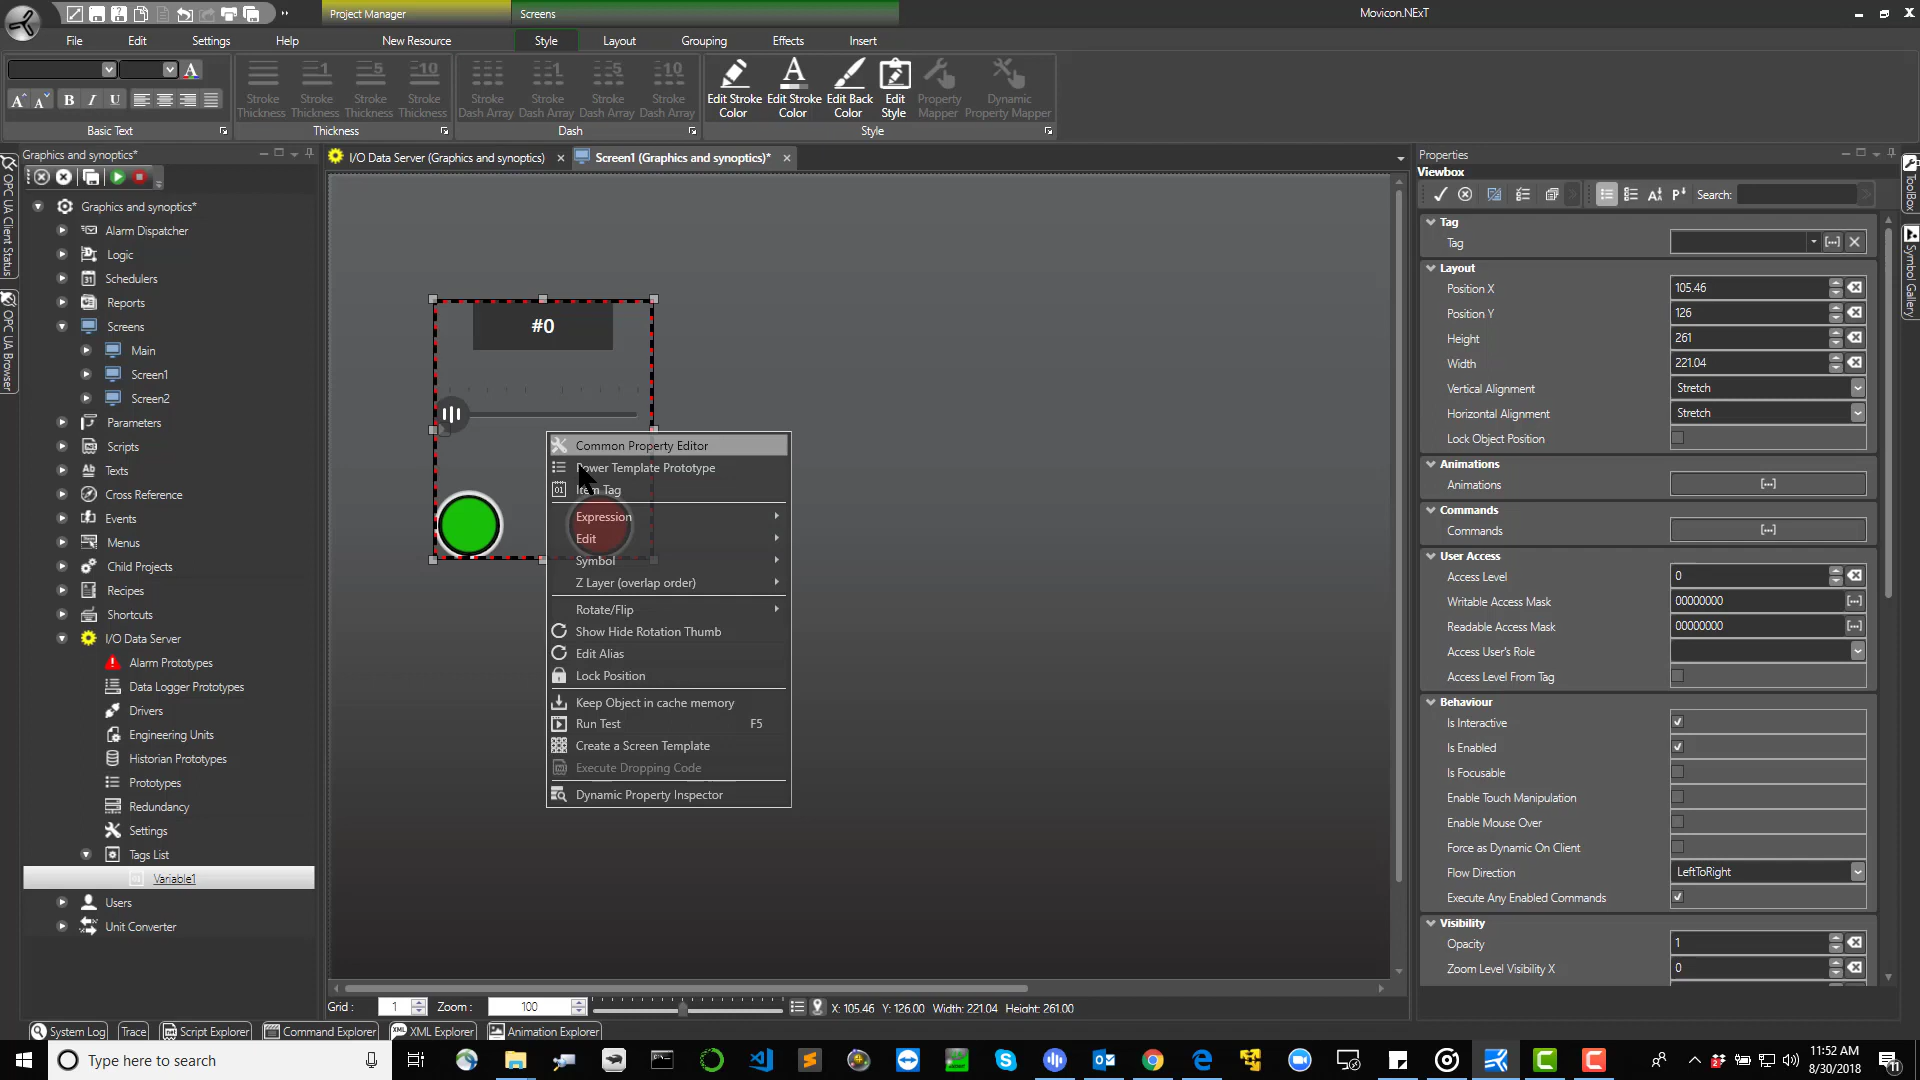 Project Manager
Screens
Movicon.NExT
File
Edit
Settings
Help
New Resource
Style
Layout
Grouping
Effects
Insert
Stroke Thickness
Stroke Thickness
Stroke Thickness
Stroke Thickness
Stroke Dash Array
Stroke Dash Array
Stroke Dash Array
Stroke Dash Array
Edit Stroke Color
Edit Stroke Color
Edit Back Color
Edit Style
Property Mapper
Dynamic Property Mapper
Basic Text
Thickness
Dash
Style
Graphics and synoptics*
I/O Data Server (Graphics and synoptics)
Screen1 (Graphics and synoptics)*
Properties
Viewbox
Search:
OPC UA Client Status
OPC UA Browser
ToolBox
Symbol Gallery
Graphics and synoptics*
Alarm Dispatcher
Logic
Schedulers
Reports
Screens
Main
Screen1
Screen2
Parameters
Scripts
Texts
Cross Reference
Events
Menus
Child Projects
Recipes
Shortcuts
I/O Data Server
Alarm Prototypes
Data Logger Prototypes
Drivers
Engineering Units
Historian Prototypes
Prototypes
Redundancy
Settings
Tags List
Variable1
Users
Unit Converter
#0
Common Property Editor
Power Template Prototype
Item Tag
Expression
Edit
Symbol
Z Layer (overlap order)
Rotate/Flip
Show Hide Rotation Thumb
Edit Alias
Lock Position
Keep Object in cache memory
Run Test F5
Create a Screen Template
Execute Dropping Code
Dynamic Property Inspector
Tag
Tag
Layout
Position X 105.46
Position Y 126
Height 261
Width 221.04
Vertical Alignment Stretch
Horizontal Alignment Stretch
Lock Object Position
Animations
Animations
Commands
Commands
User Access
Access Level 0
Writable Access Mask 00000000
Readable Access Mask 00000000
Access User's Role
Access Level From Tag
Behaviour
Is Interactive
Is Enabled
Is Focusable
Enable Touch Manipulation
Enable Mouse Over
Force as Dynamic On Client
Flow Direction LeftToRight
Execute Any Enabled Commands
Visibility
Opacity 1
Zoom Level Visibility X 0
Grid : 1 Zoom : 100 X: 105.46 Y: 126.00 Width: 221.04 Height: 261.00
System Log
Trace
Script Explorer
Command Explorer
XML Explorer
Animation Explorer
Type here to search
11:52 AM
8/30/2018